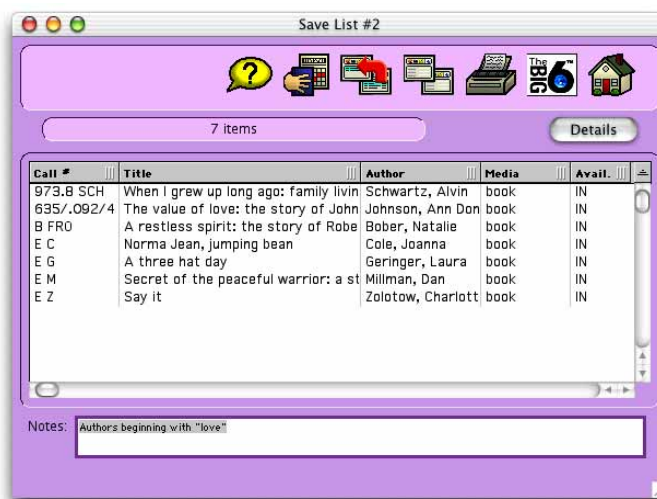 Save List #2
?
The BIG 6™
7 items
Details
Call # Title Author Media Avail.
973.8 SCH When I grew up long ago: family livin Schwartz, Alvin book IN
635/.092/4 The value of love: the story of John Johnson, Ann Don book IN
B FRO A restless spirit: the story of Robe Bober, Natalie book IN
E C Norma Jean, jumping bean Cole, Joanna book IN
E G A three hat day Geringer, Laura book IN
E M Secret of the peaceful warrior: a st Millman, Dan book IN
E Z Say it Zolotow, Charlott book IN
Notes: Authors beginning with "love"